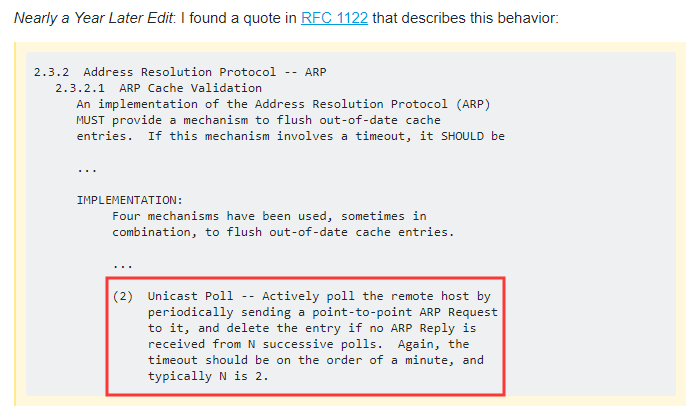 Nearly a Year Later Edit: I found a quote in RFC 1122 that describes this behavior:
2.3.2 Address Resolution Protocol -- ARP
2.3.2.1 ARP Cache Validation
An implementation of the Address Resolution Protocol (ARP)
MUST provide a mechanism to flush out-of-date cache
entries. If this mechanism involves a timeout, it SHOULD be
...
IMPLEMENTATION:
Four mechanisms have been used, sometimes in
combination, to flush out-of-date cache entries.
...
(2) Unicast Poll -- Actively poll the remote host by
periodically sending a point-to-point ARP Request
to it, and delete the entry if no ARP Reply is
received from N successive polls. Again, the
timeout should be on the order of a minute, and
typically N is 2.